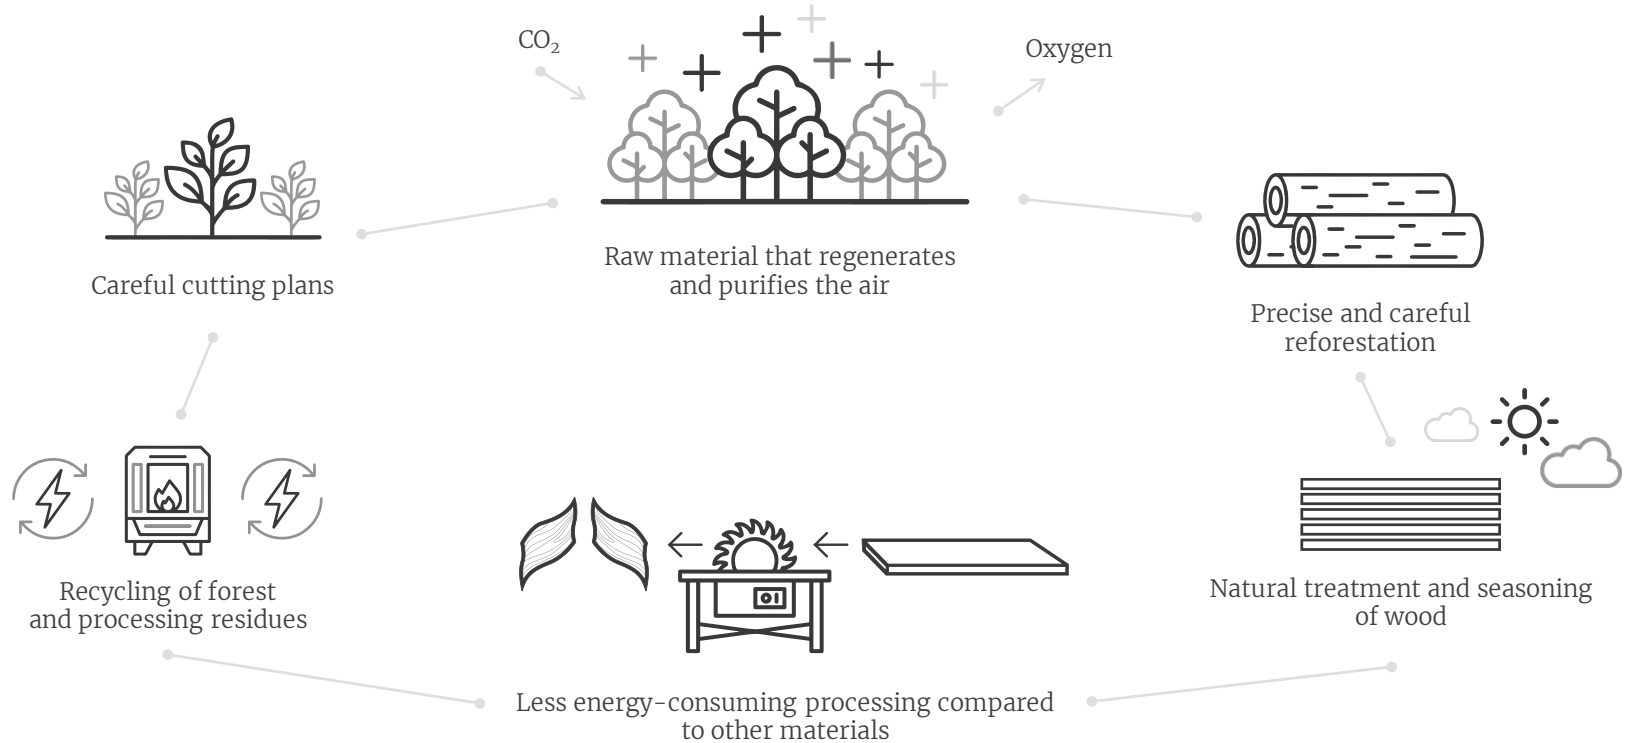 CO₂
Oxygen
Careful cutting plans
Raw material that regenerates
and purifies the air
Precise and careful
reforestation
Recycling of forest
and processing residues
Natural treatment and seasoning
of wood
Less energy-consuming processing compared
to other materials